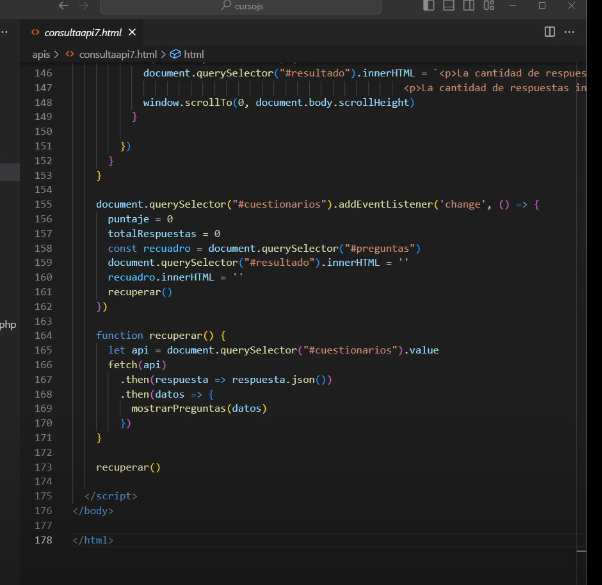 cursojs
consultaapi7.html
apis > consultaapi7.html > html
146 document.querySelector("#resultado").innerHTML = `<p>La cantidad de respues
147 <p>La cantidad de respuestas in
148 window.scrollTo(0, document.body.scrollHeight)
149 }
150
151 })
152 }
153 }
154
155 document.querySelector("#cuestionarios").addEventListener('change', () => {
156 puntaje = 0
157 totalRespuestas = 0
158 const recuadro = document.querySelector("#preguntas")
159 document.querySelector("#resultado").innerHTML = ''
160 recuadro.innerHTML = ''
161 recuperar()
162 })
163
php
164 function recuperar() {
165 let api = document.querySelector("#cuestionarios").value
166 fetch(api)
167 .then(respuesta => respuesta.json())
168 .then(datos => {
169 mostrarPreguntas(datos)
170 })
171 }
172
173 recuperar()
174
175 </script>
176 </body>
177
178 </html>